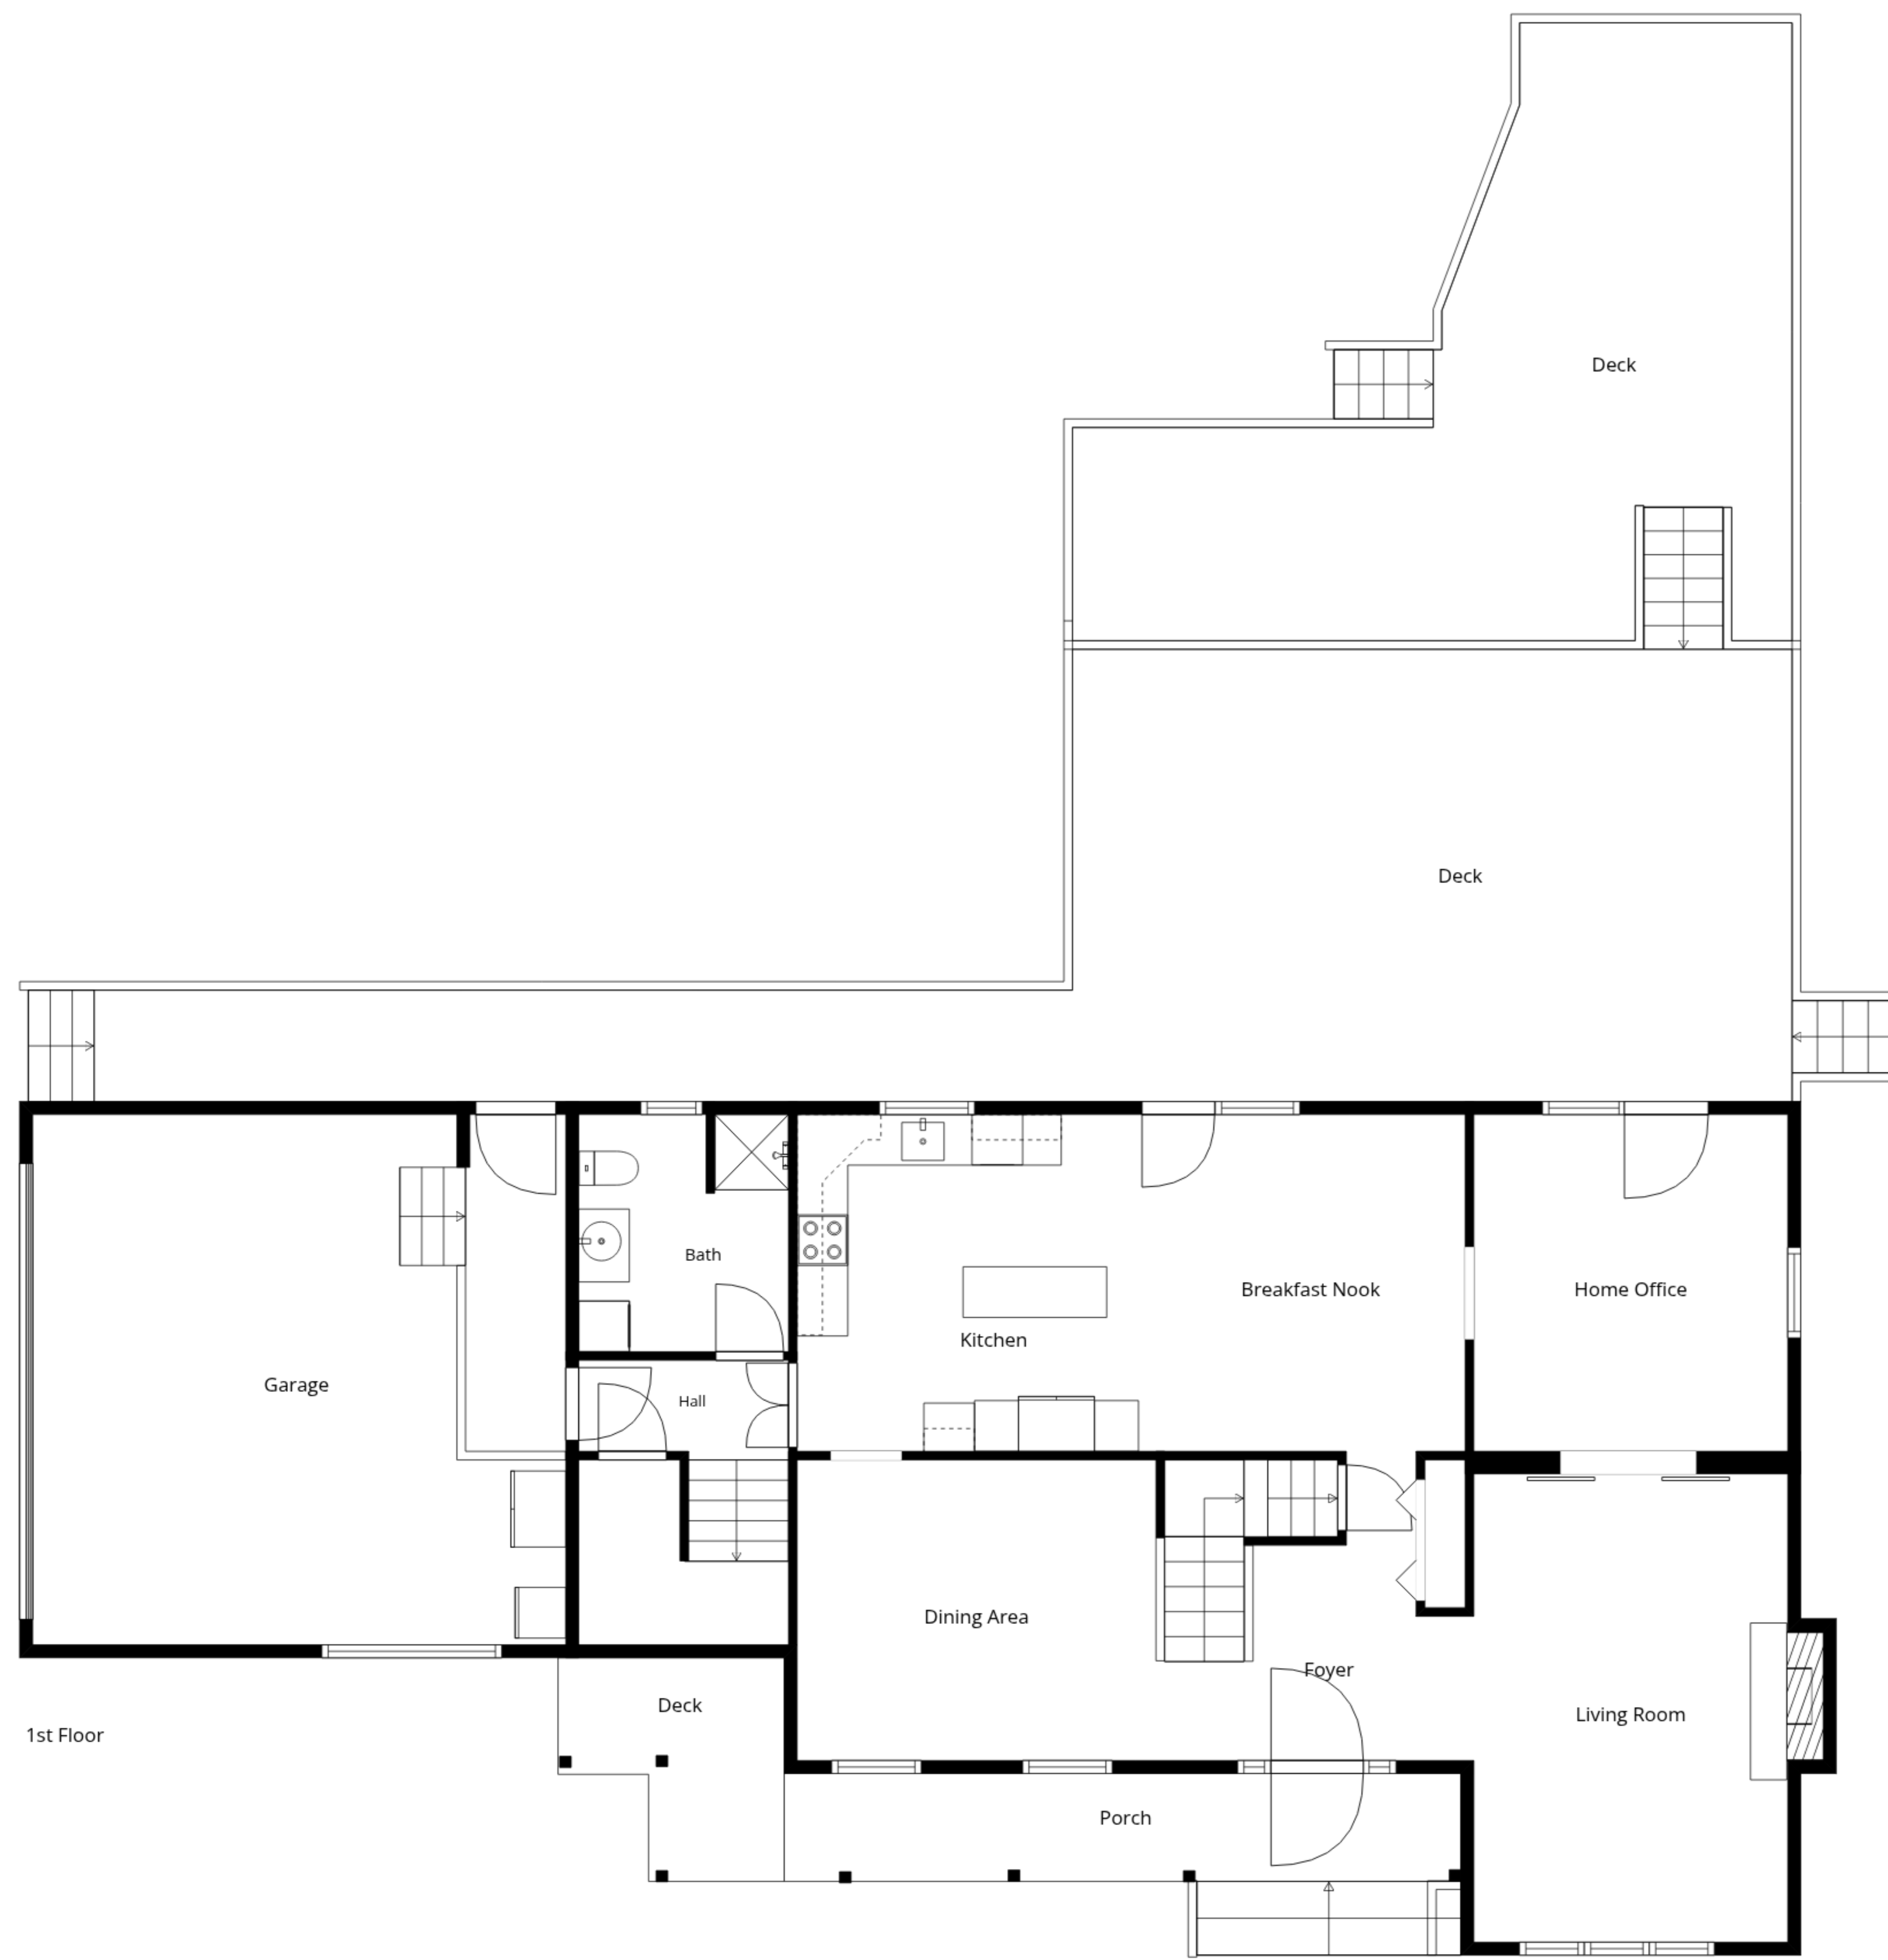 Deck
Deck
Bath
Breakfast Nook
Home Office
Kitchen
Garage
Hall
Dining Area
Foyer
Deck
Living Room
1st Floor
Porch